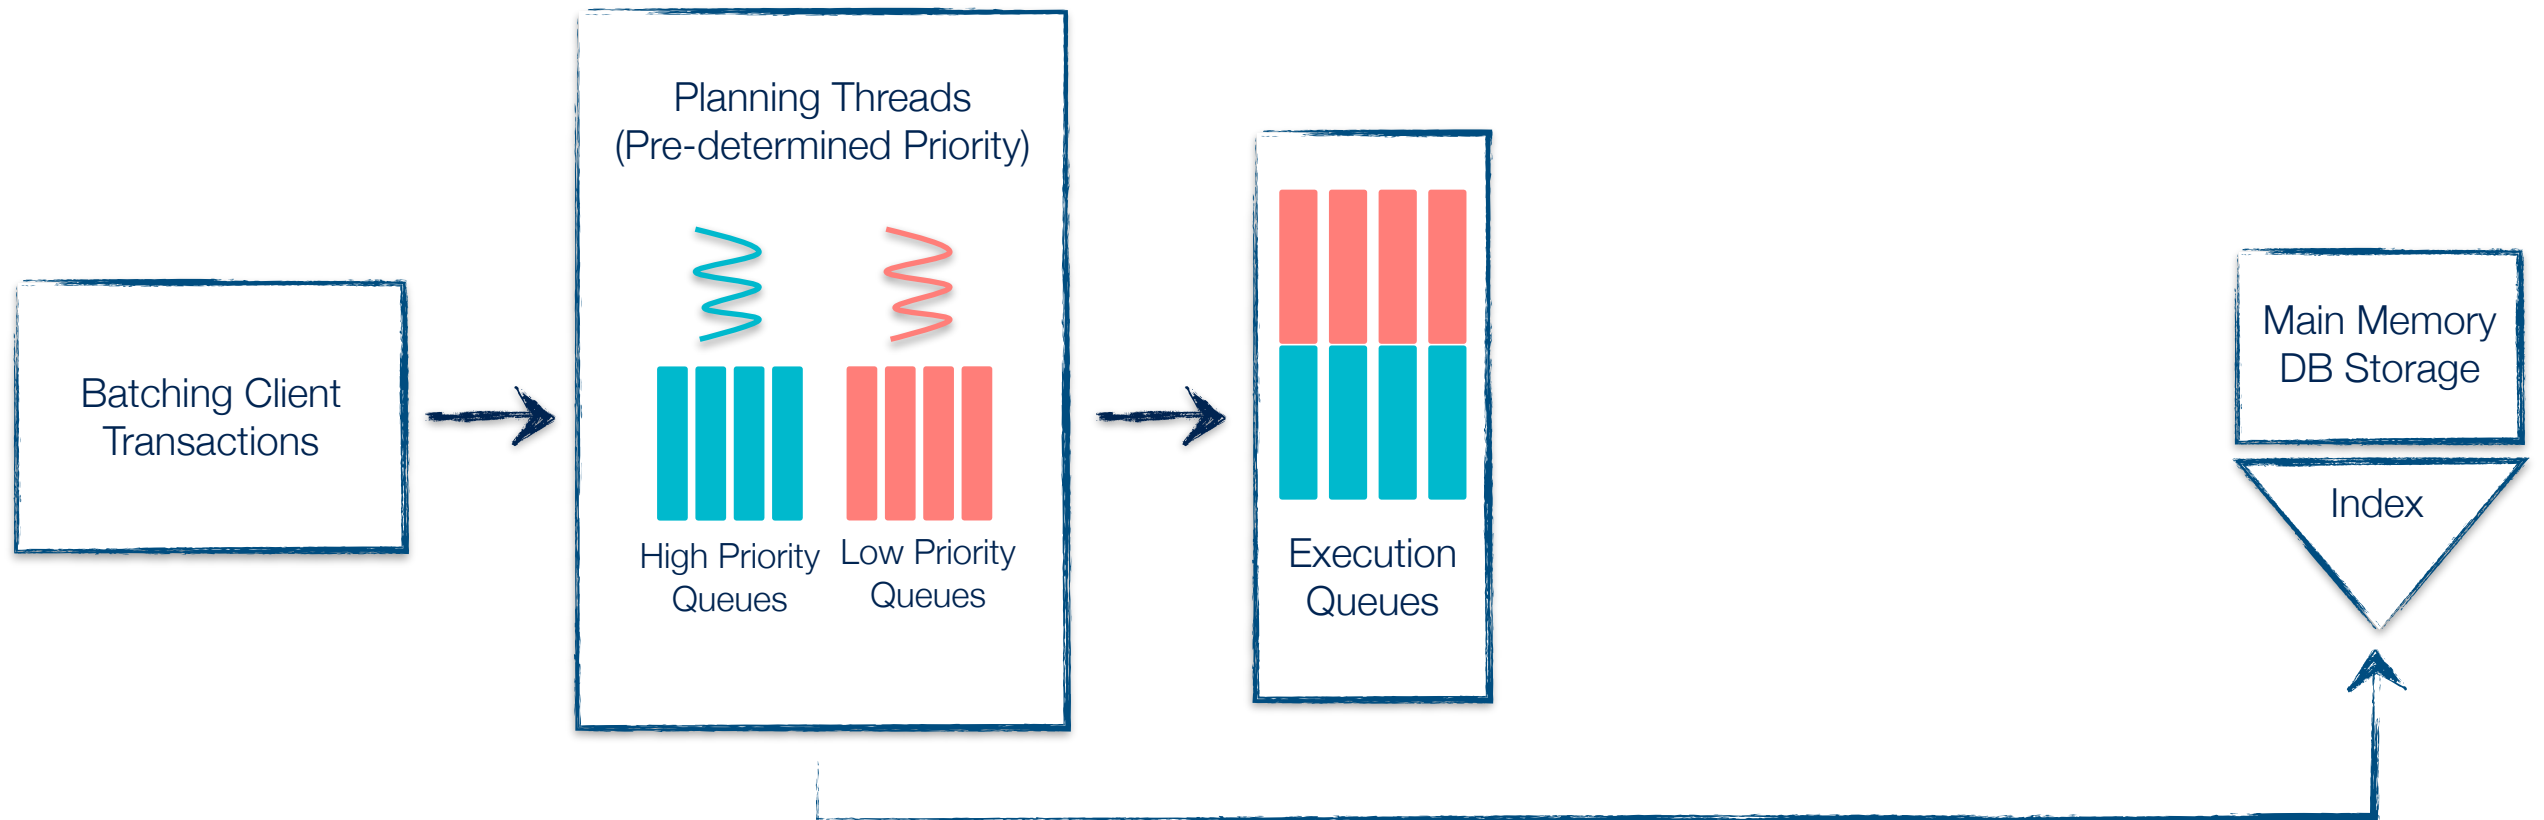 Batching Client
Transactions
Planning Threads
(Pre-determined Priority)
High Priority
Queues
Low Priority
Queues
Execution
Queues
Main Memory
DB Storage
Index